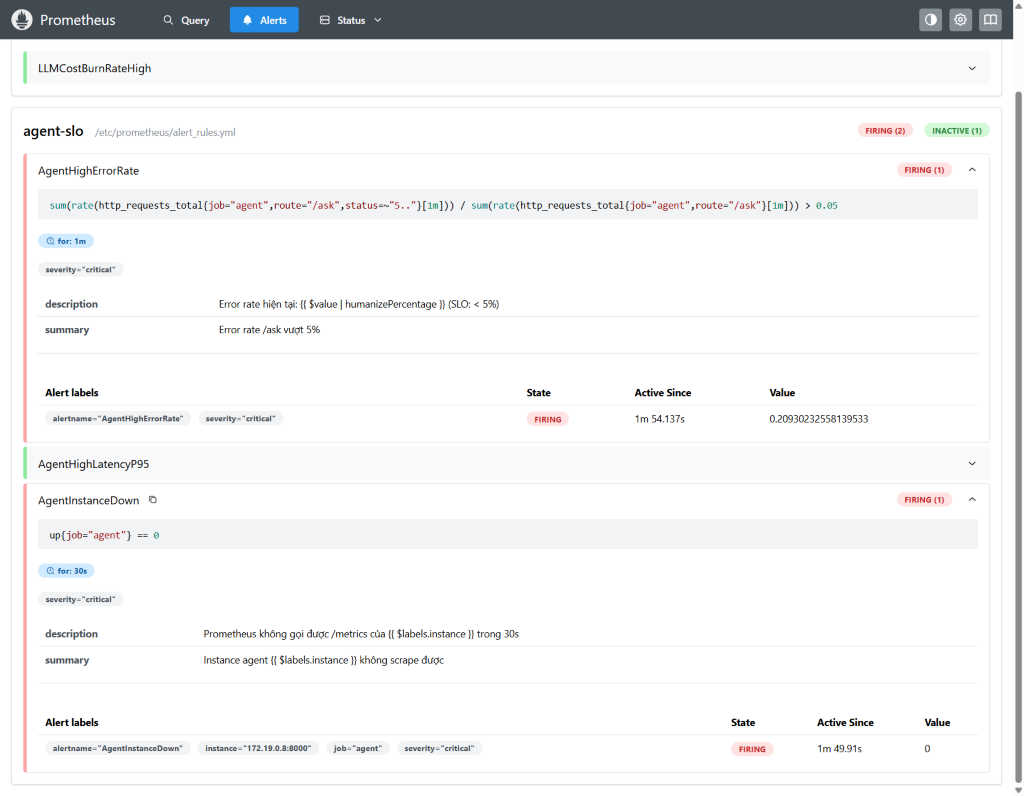 Prometheus Query Alerts Status
LLMCostBurnRateHigh
agent-slo /etc/prometheus/alert_rules.yml FIRING (2) INACTIVE (1)
AgentHighErrorRate FIRING (1)
sum(rate(http_requests_total{job="agent",route="/ask",status=~"5.."}[1m])) / sum(rate(http_requests_total{job="agent",route="/ask"}[1m])) > 0.05
for: 1m
severity="critical"
description Error rate hiện tại: {{ $value | humanizePercentage }} (SLO: < 5%)
summary Error rate /ask vượt 5%
Alert labels State Active Since Value
alertname="AgentHighErrorRate" severity="critical" FIRING 1m 54.137s 0.20930232558139533
AgentHighLatencyP95
AgentInstanceDown FIRING (1)
up{job="agent"} == 0
for: 30s
severity="critical"
description Prometheus không gọi được /metrics của {{ $labels.instance }} trong 30s
summary Instance agent {{ $labels.instance }} không scrape được
Alert labels State Active Since Value
alertname="AgentInstanceDown" instance="172.19.0.8:8000" job="agent" severity="critical" FIRING 1m 49.91s 0